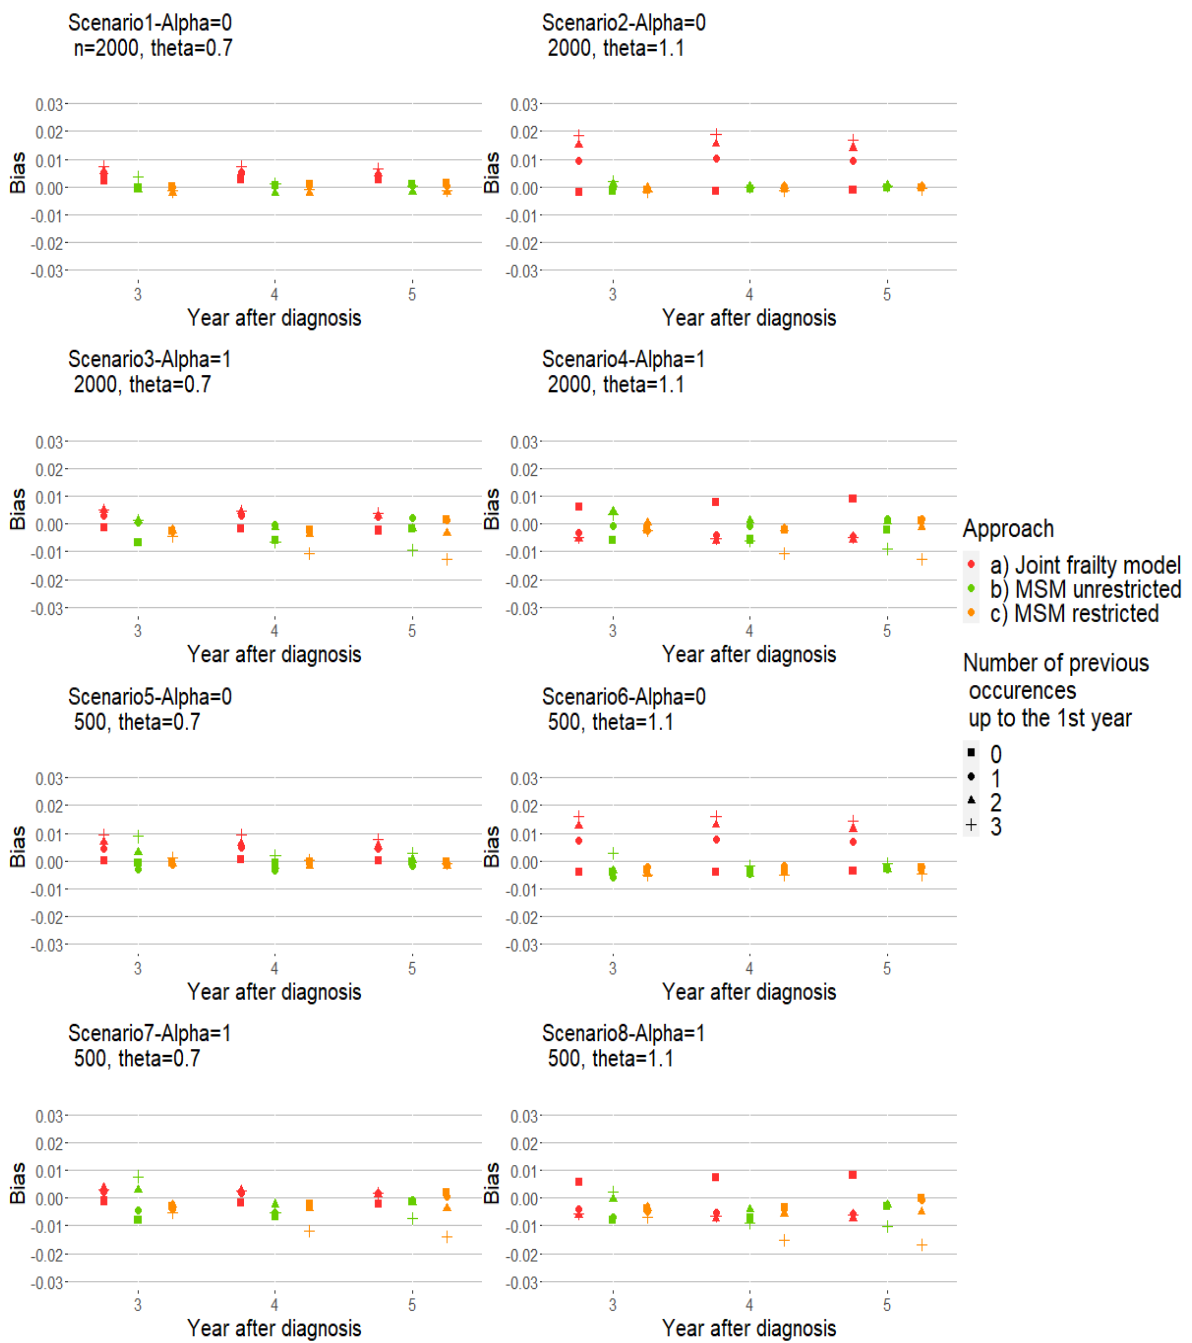 Scenario1-Alpha=0
n=2000, theta=0.7
0.03
0.02
0.01
0.00
-0.01
-0.02
-0.03
Bias
3 4 5
Year after diagnosis
Scenario2-Alpha=0
2000, theta=1.1
0.03
0.02
0.01
0.00
-0.01
-0.02
-0.03
Bias
3 4 5
Year after diagnosis
Scenario3-Alpha=1
2000, theta=0.7
0.03
0.02
0.01
0.00
-0.01
-0.02
-0.03
Bias
3 4 5
Year after diagnosis
Scenario4-Alpha=1
2000, theta=1.1
0.03
0.02
0.01
0.00
-0.01
-0.02
-0.03
Bias
3 4 5
Year after diagnosis
Scenario5-Alpha=0
500, theta=0.7
0.03
0.02
0.01
0.00
-0.01
-0.02
-0.03
Bias
3 4 5
Year after diagnosis
Scenario6-Alpha=0
500, theta=1.1
0.03
0.02
0.01
0.00
-0.01
-0.02
-0.03
Bias
3 4 5
Year after diagnosis
Scenario7-Alpha=1
500, theta=0.7
0.03
0.02
0.01
0.00
-0.01
-0.02
-0.03
Bias
3 4 5
Year after diagnosis
Scenario8-Alpha=1
500, theta=1.1
0.03
0.02
0.01
0.00
-0.01
-0.02
-0.03
Bias
3 4 5
Year after diagnosis
Approach
a) Joint frailty model
b) MSM unrestricted
c) MSM restricted
Number of previous
occurences
up to the 1st year
0
1
2
3